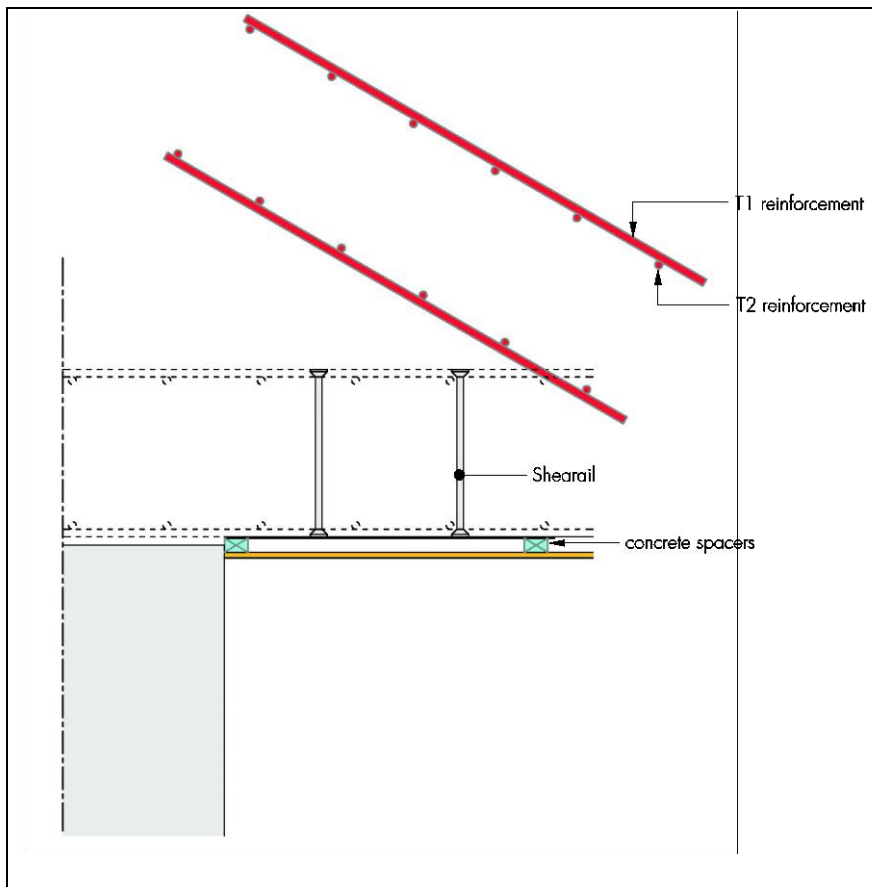 T1 reinforcement
T2 reinforcement
Shearail
concrete spacers